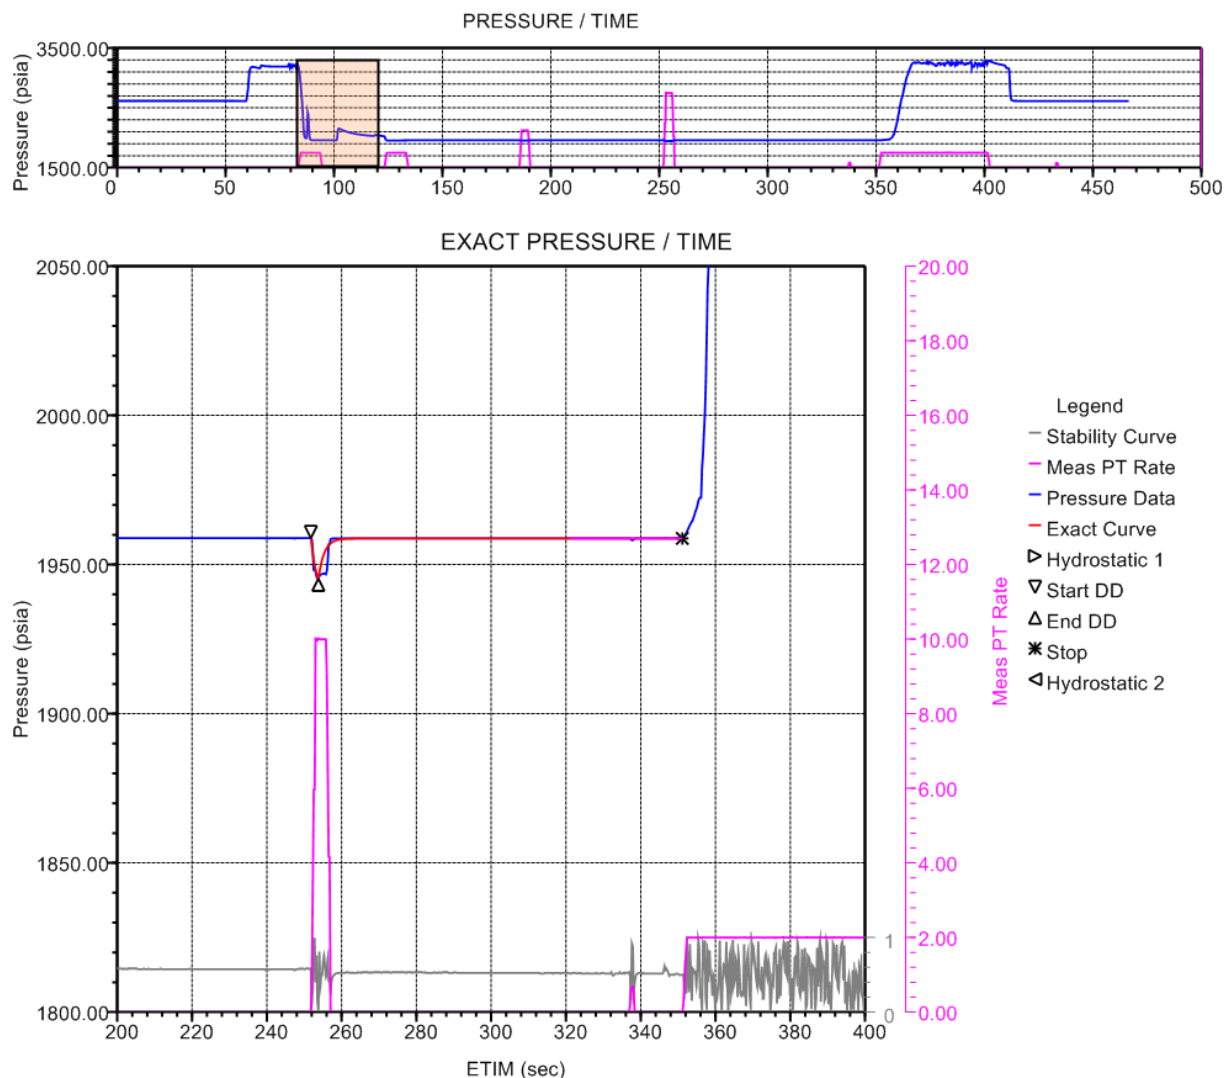 PRESSURE / TIME
3500.00
1500.00
Pressure (psia)
0 50 100 150 200 250 300 350 400 450 500
EXACT PRESSURE / TIME
2050.00
2000.00
1950.00
1900.00
1850.00
1800.00
Pressure (psia)
20.00
18.00
16.00
14.00
12.00
10.00
8.00
6.00
4.00
2.00
0.00
Meas PT Rate
1
0
200 220 240 260 280 300 320 340 360 380 400
ETIM (sec)
Legend
Stability Curve
Meas PT Rate
Pressure Data
Exact Curve
Hydrostatic 1
Start DD
End DD
Stop
Hydrostatic 2